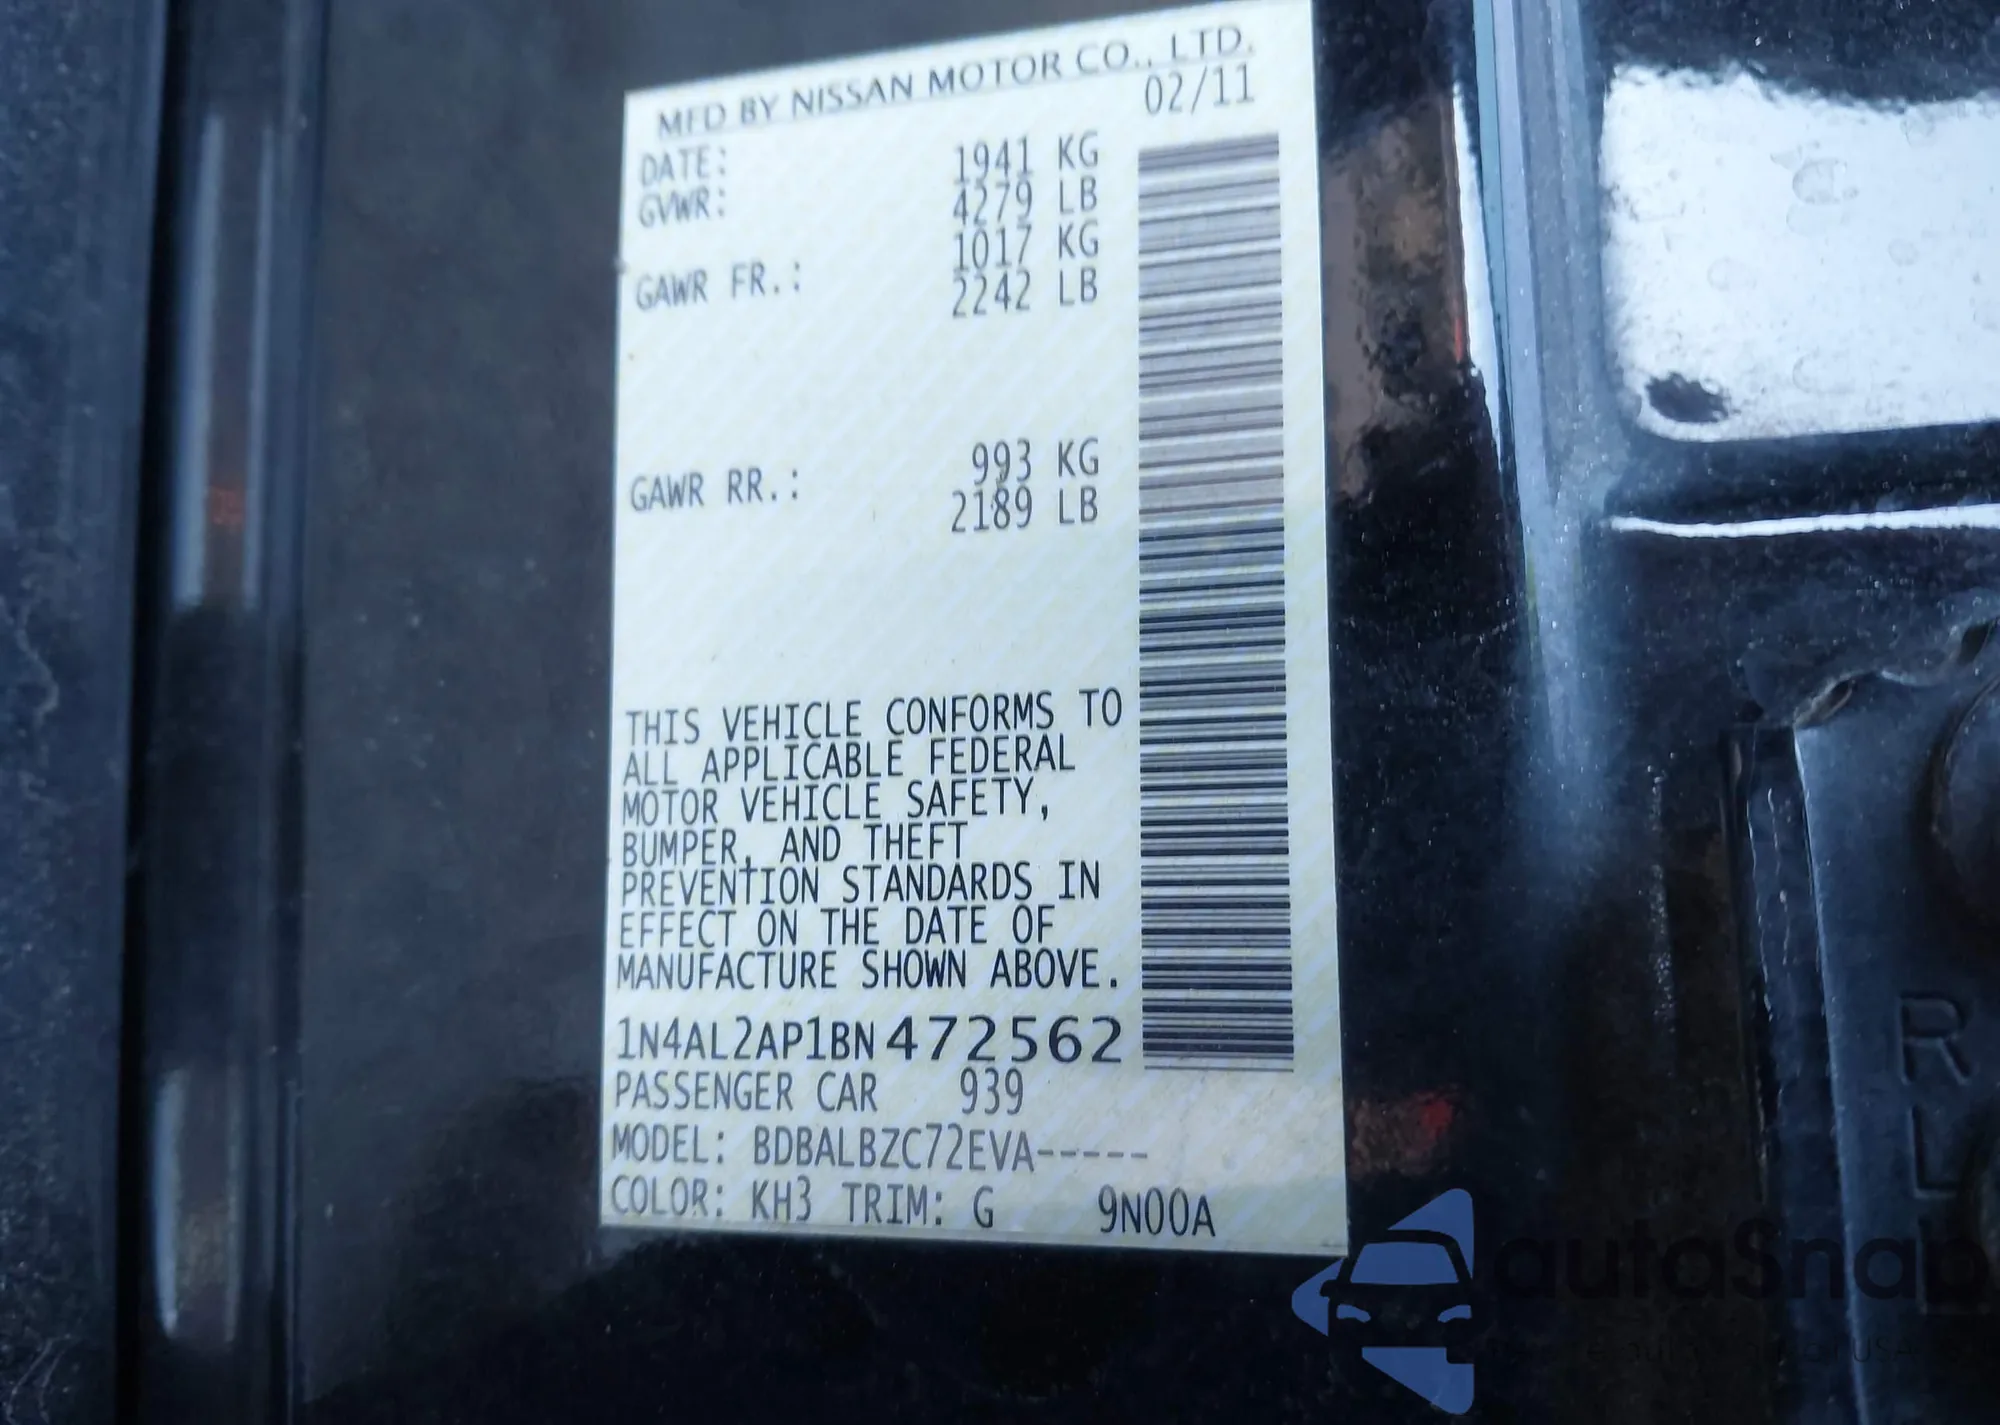 MFD BY NISSAN MOTOR CO., LTD.
02/11
DATE: 1941 KG
GVWR: 4279 LB
1017 KG
GAWR FR.: 2242 LB
993 KG
GAWR RR.: 2189 LB
THIS VEHICLE CONFORMS TO
ALL APPLICABLE FEDERAL
MOTOR VEHICLE SAFETY,
BUMPER, AND THEFT
PREVENTION STANDARDS IN
EFFECT ON THE DATE OF
MANUFACTURE SHOWN ABOVE.
1N4AL2AP1BN472562
PASSENGER CAR 939
MODEL: BDBALBZC72EVA-----
COLOR: KH3 TRIM: G 9N00A
R
L
autoSnap